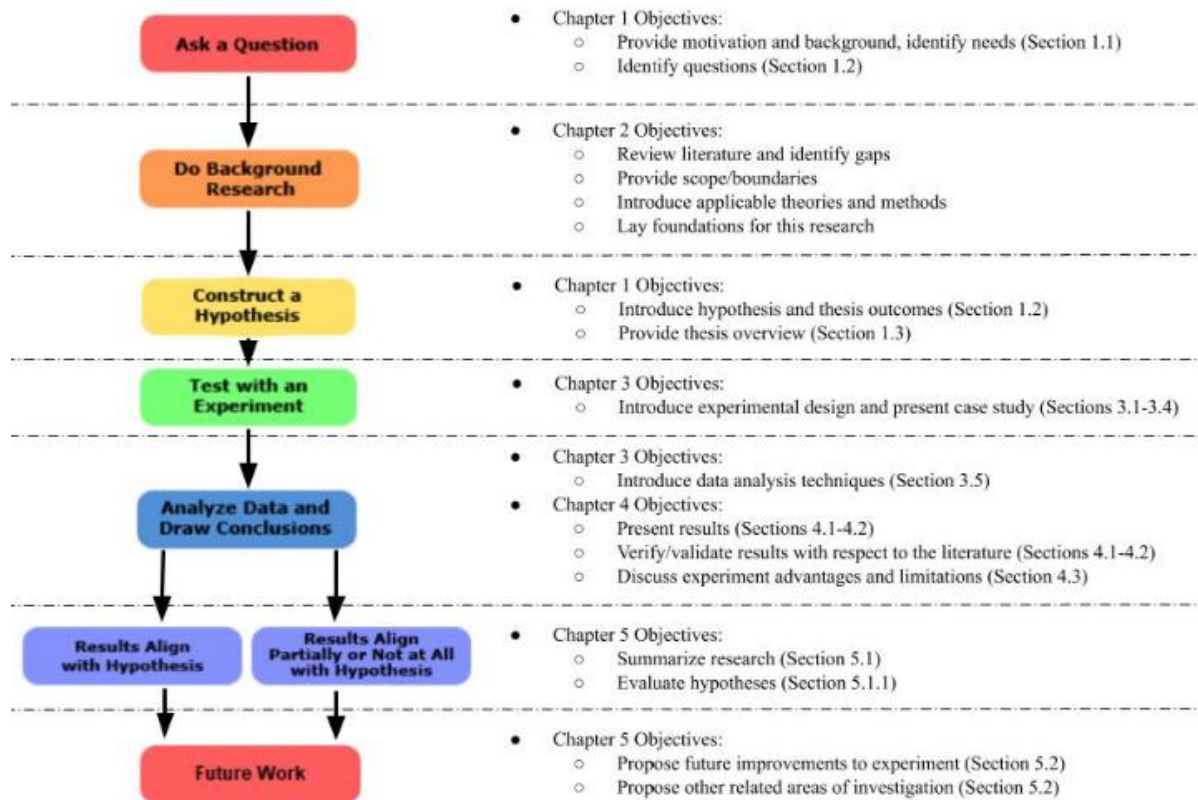 Ask a Question
● Chapter 1 Objectives:
○ Provide motivation and background, identify needs (Section 1.1)
○ Identify questions (Section 1.2)
Do Background
Research
● Chapter 2 Objectives:
○ Review literature and identify gaps
○ Provide scope/boundaries
○ Introduce applicable theories and methods
○ Lay foundations for this research
Construct a
Hypothesis
● Chapter 1 Objectives:
○ Introduce hypothesis and thesis outcomes (Section 1.2)
○ Provide thesis overview (Section 1.3)
Test with an
Experiment
● Chapter 3 Objectives:
○ Introduce experimental design and present case study (Sections 3.1-3.4)
Analyze Data and
Draw Conclusions
● Chapter 3 Objectives:
○ Introduce data analysis techniques (Section 3.5)
● Chapter 4 Objectives:
○ Present results (Sections 4.1-4.2)
○ Verify/validate results with respect to the literature (Sections 4.1-4.2)
○ Discuss experiment advantages and limitations (Section 4.3)
Results Align
with Hypothesis
Results Align
Partially or Not at All
with Hypothesis
● Chapter 5 Objectives:
○ Summarize research (Section 5.1)
○ Evaluate hypotheses (Section 5.1.1)
Future Work
● Chapter 5 Objectives:
○ Propose future improvements to experiment (Section 5.2)
○ Propose other related areas of investigation (Section 5.2)